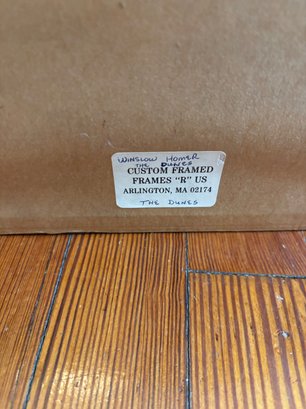 WINSLOW HOMER
THE DUNES
CUSTOM FRAMED
FRAMES "R" US
ARLINGTON, MA 02174
THE DUNES